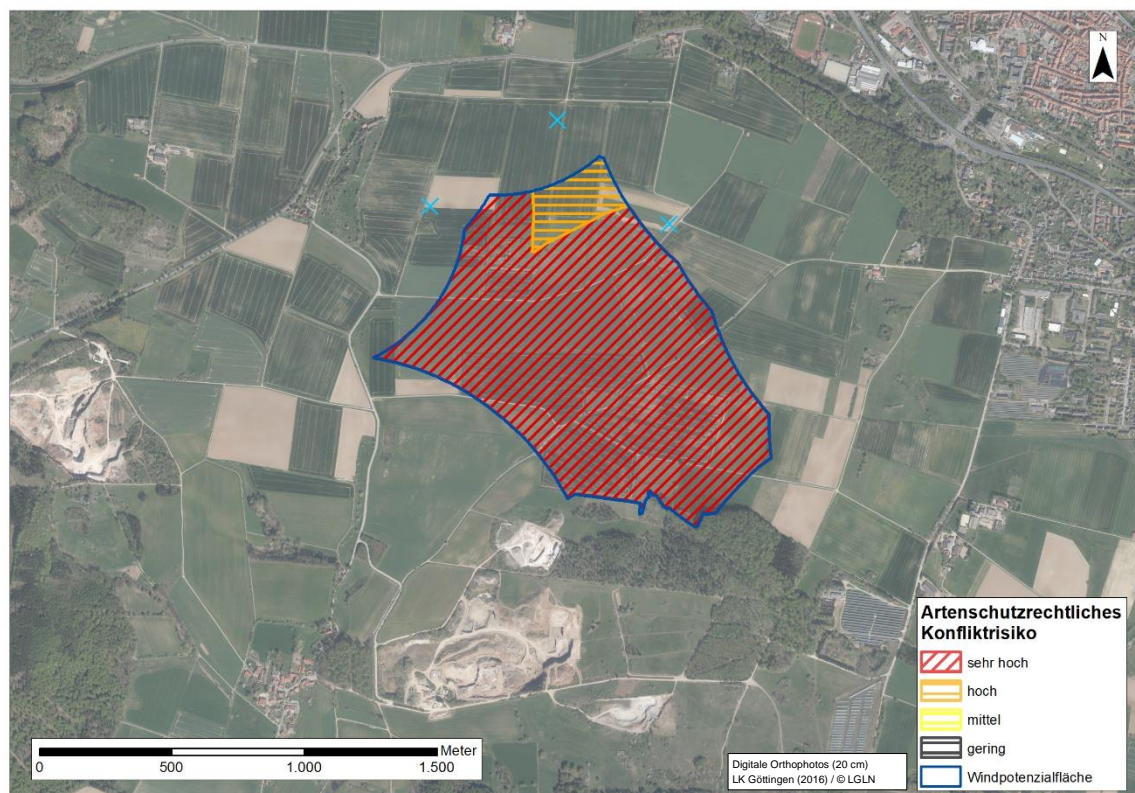 N
Artenschutzrechtliches
Konfliktrisiko
sehr hoch
hoch
mittel
gering
Windpotenzialfläche
Meter
0 500 1.000 1.500
Digitale Orthophotos (20 cm)
LK Göttingen (2016) / © LGLN